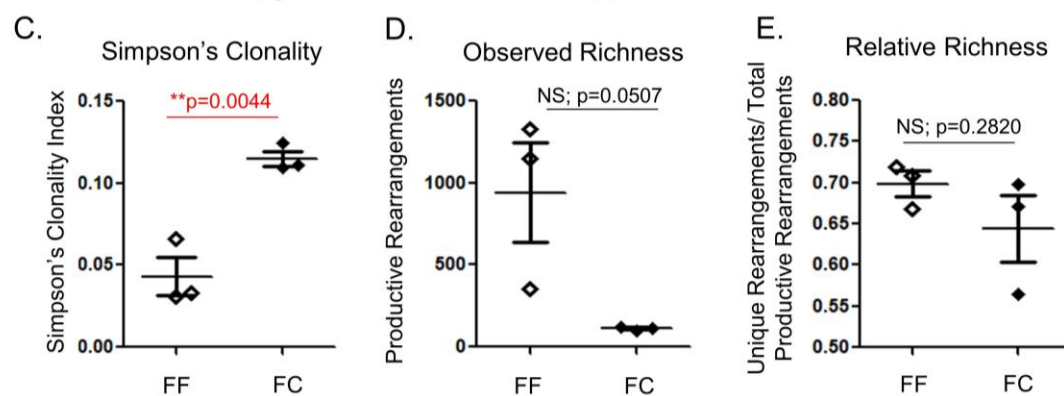 C.
Simpson's Clonality
Simpson's Clonality Index
0.15
0.10
0.05
0.00
**p=0.0044
FF
FC
D.
Observed Richness
Productive Rearrangements
1500
1000
500
0
NS; p=0.0507
FF
FC
E.
Relative Richness
Unique Rearrangements/ Total
Productive Rearrangements
0.80
0.75
0.70
0.65
0.60
0.55
0.50
NS; p=0.2820
FF
FC